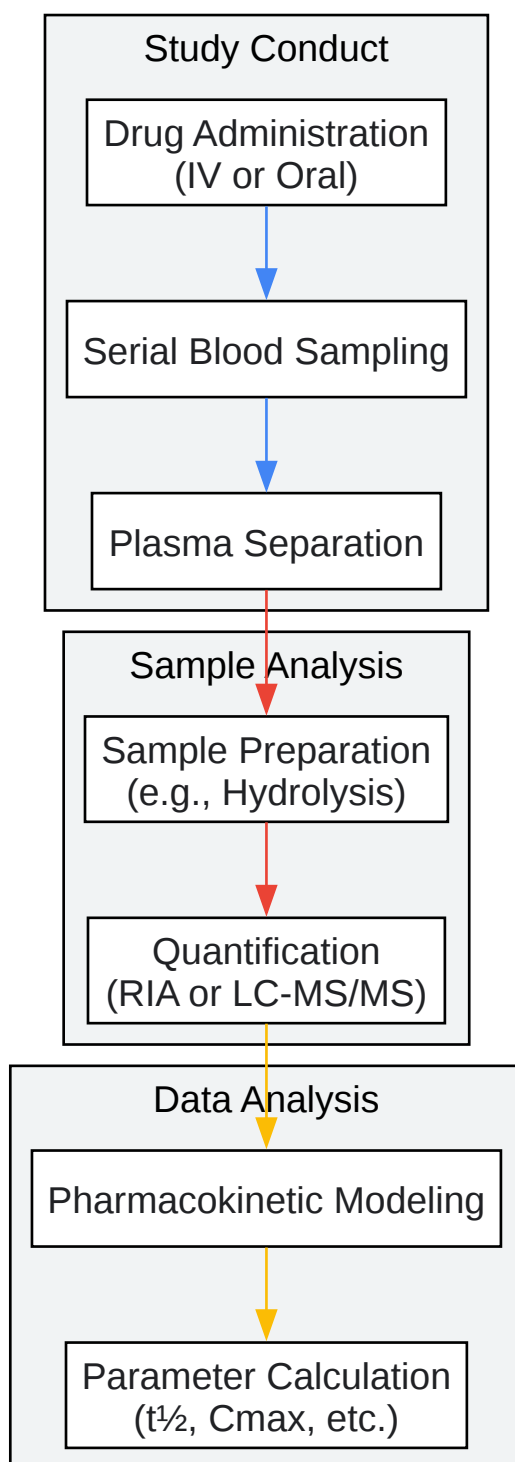 Study Conduct
Drug Administration
(IV or Oral)
Serial Blood Sampling
Plasma Separation
Sample Analysis
Sample Preparation
(e.g., Hydrolysis)
Quantification
(RIA or LC-MS/MS)
Data Analysis
Pharmacokinetic Modeling
Parameter Calculation
(t½, Cmax, etc.)